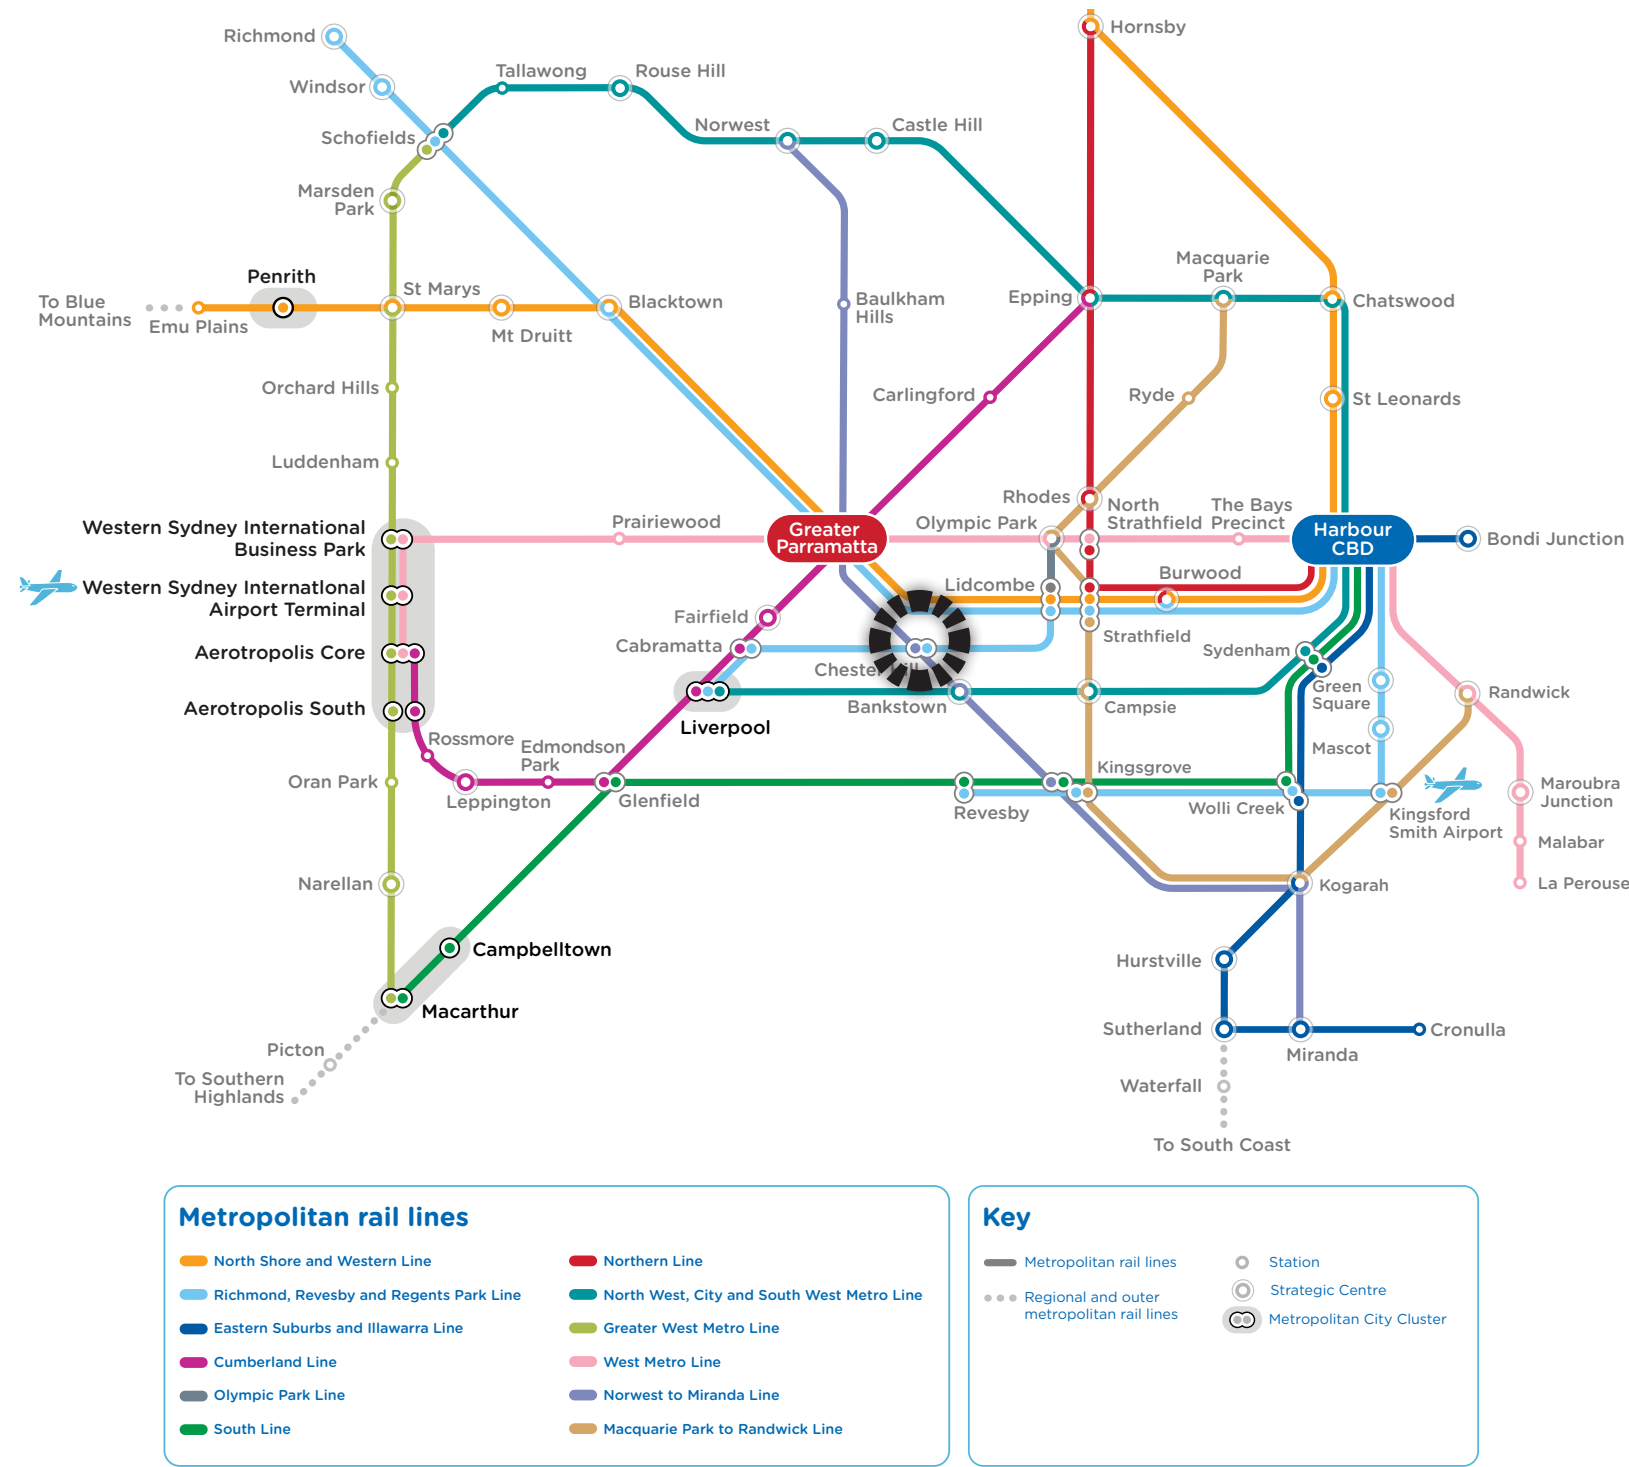 Hornsby
Richmond
Windsor
Tallawong
Rouse Hill
Norwest
Castle Hill
Schofields
Marsden
Park
Macquarie
Park
Penrith
St Marys
Blacktown
Baulkham
Hills
Epping
Chatswood
To Blue
Mountains
Emu Plains
Mt Druitt
Orchard Hills
Carlingford
Ryde
St Leonards
Luddenham
Rhodes
North
Strathfield
The Bays
Precinct
Western Sydney International
Business Park
Prairiewood
Greater
Parramatta
Olympic Park
Harbour
CBD
Bondi Junction
Western Sydney InternatIonal
Airport Terminal
Lidcombe
Burwood
Fairfield
Cabramatta
Strathfield
Sydenham
Aerotropolis Core
Chester Hill
Green
Square
Randwick
Aerotropolis South
Liverpool
Bankstown
Campsie
Rossmore
Edmondson
Park
Mascot
Oran Park
Leppington
Glenfield
Kingsgrove
Revesby
Wolli Creek
Kingsford
Smith Airport
Maroubra
Junction
Malabar
Narellan
Kogarah
La Perouse
Campbelltown
Hurstville
Macarthur
Sutherland
Miranda
Cronulla
Picton
To Southern
Highlands
Waterfall
To South Coast
Metropolitan rail lines
North Shore and Western Line
Richmond, Revesby and Regents Park Line
Eastern Suburbs and Illawarra Line
Cumberland Line
Olympic Park Line
South Line
Northern Line
North West, City and South West Metro Line
Greater West Metro Line
West Metro Line
Norwest to Miranda Line
Macquarie Park to Randwick Line
Key
Metropolitan rail lines
Regional and outer
metropolitan rail lines
Station
Strategic Centre
Metropolitan City Cluster